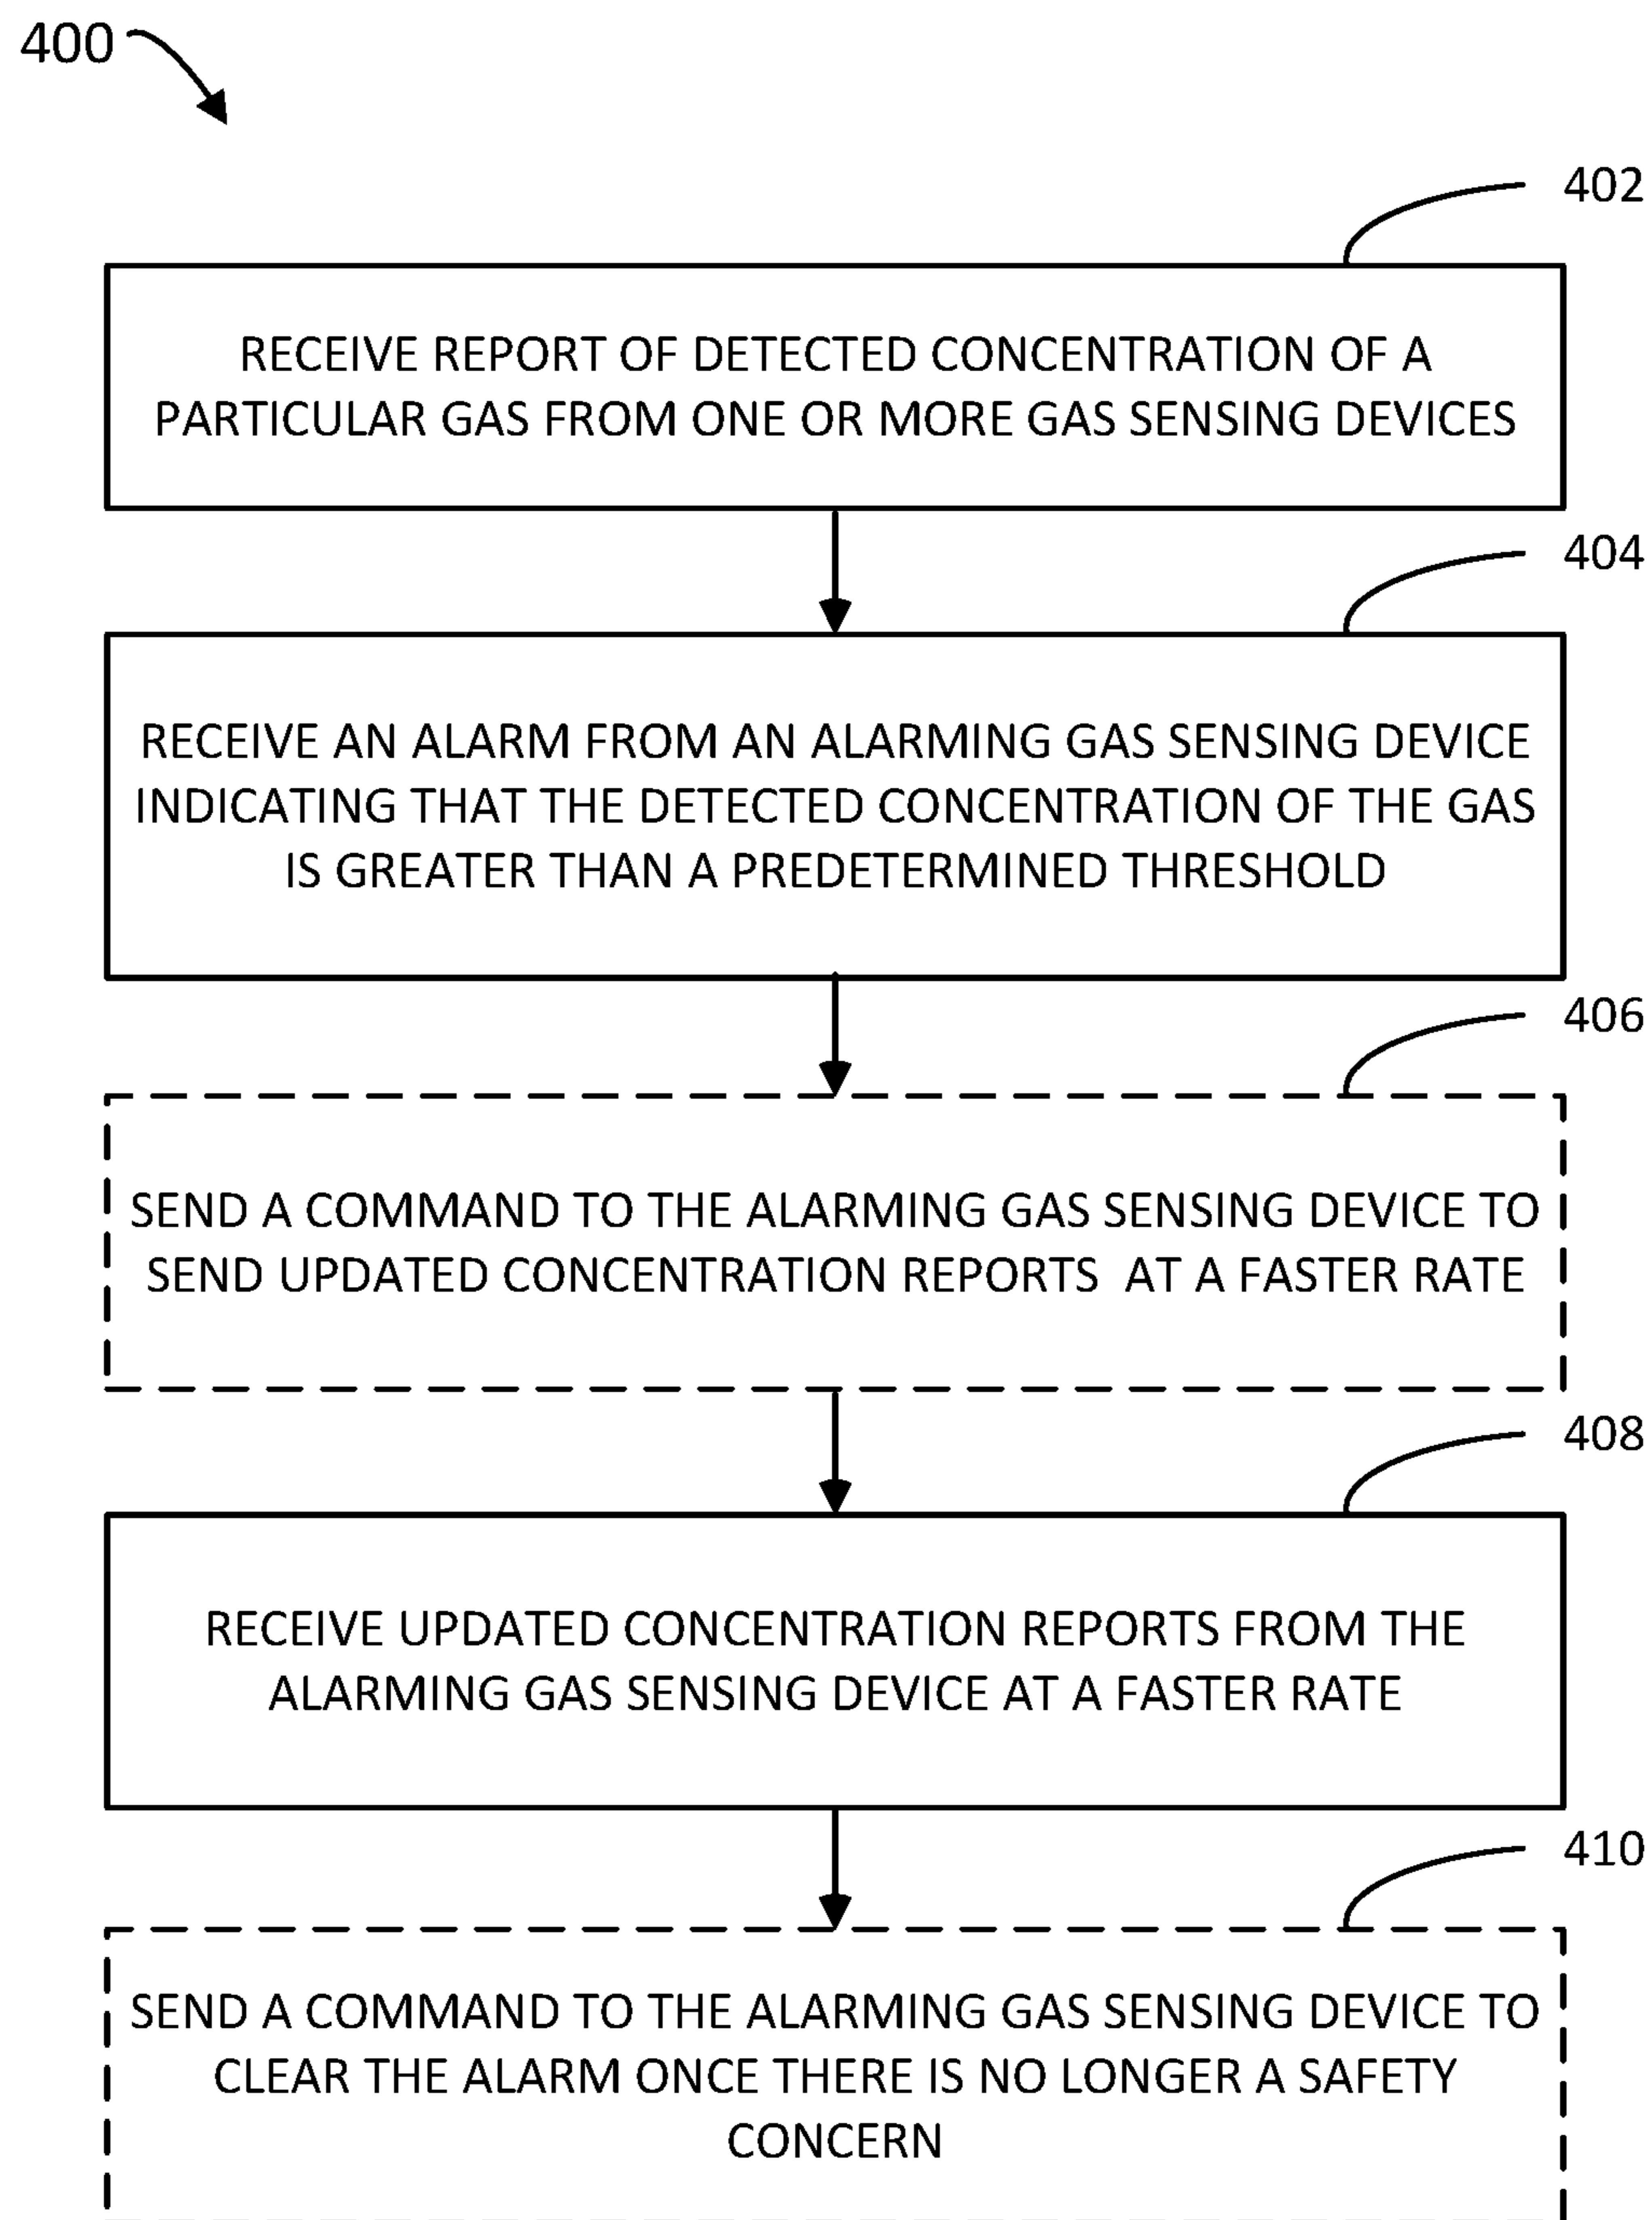 400
402
RECEIVE REPORT OF DETECTED CONCENTRATION OF A
PARTICULAR GAS FROM ONE OR MORE GAS SENSING DEVICES
404
RECEIVE AN ALARM FROM AN ALARMING GAS SENSING DEVICE
INDICATING THAT THE DETECTED CONCENTRATION OF THE GAS
IS GREATER THAN A PREDETERMINED THRESHOLD
406
SEND A COMMAND TO THE ALARMING GAS SENSING DEVICE TO
SEND UPDATED CONCENTRATION REPORTS AT A FASTER RATE
408
RECEIVE UPDATED CONCENTRATION REPORTS FROM THE
ALARMING GAS SENSING DEVICE AT A FASTER RATE
410
SEND A COMMAND TO THE ALARMING GAS SENSING DEVICE TO
CLEAR THE ALARM ONCE THERE IS NO LONGER A SAFETY
CONCERN